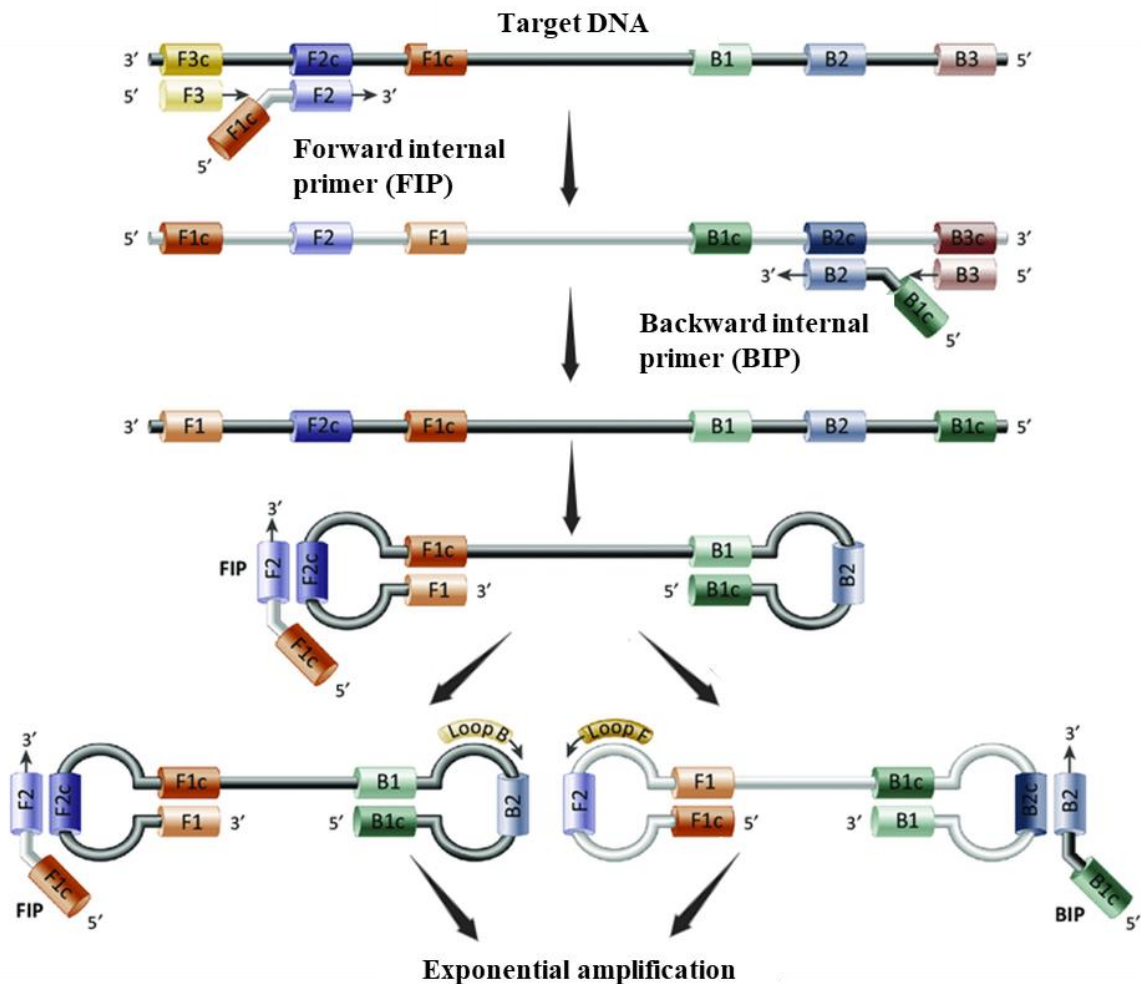 Target DNA
3′ F3c F2c F1c B1 B2 B3 5′
5′ F3 F2 3′
F1c
5′
Forward internal
primer (FIP)
5′ F1c F2 F1 B1c B2c B3c 3′
3′ B2 B3 5′
B1c
5′
Backward internal
primer (BIP)
3′ F1 F2c F1c B1 B2 B1c 5′
3′
F1c B1
FIP F2 F2c B2
F1 3′ 5′ B1c
F1c
5′
Loop B Loop F
3′ 3′
F1c B1 F1 B1c
F2 F2c B2 F2 B2c B2
F1 3′ 5′ B1c F1c 5′ 3′ B1
F1c B1c
FIP 5′ BIP 5′
Exponential amplification